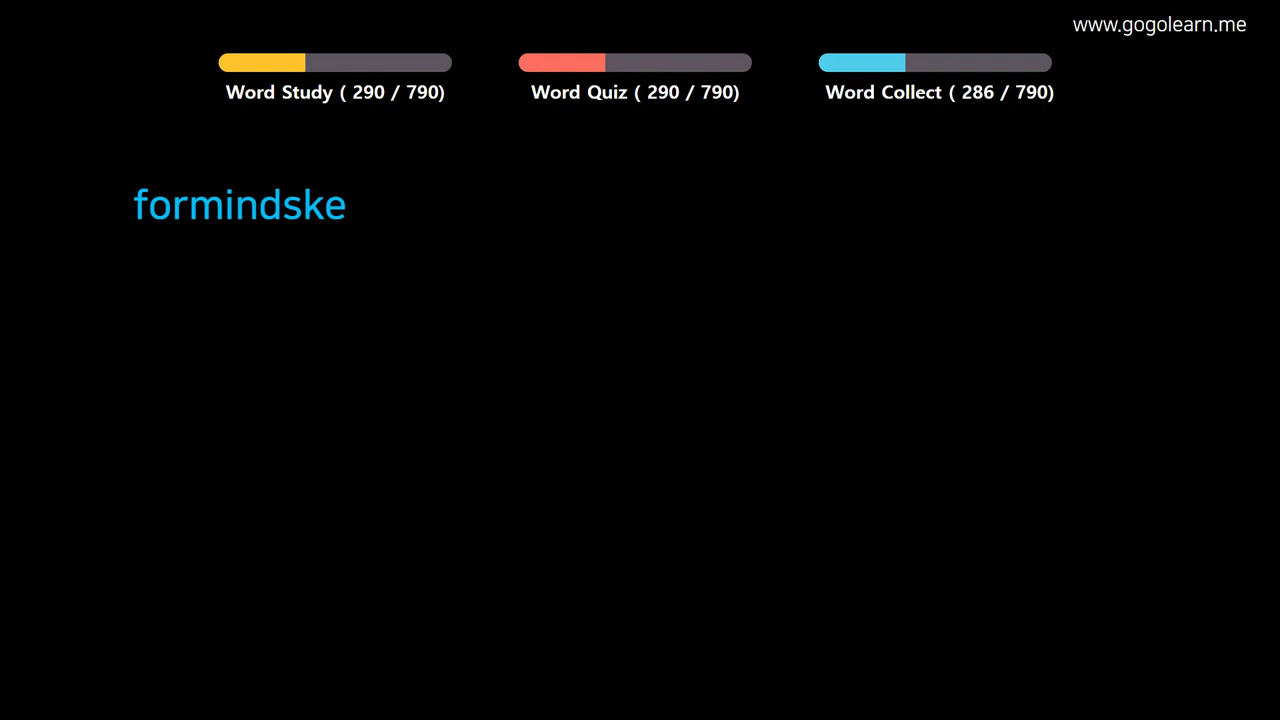 www.gogolearn.me
Word Study ( 290 / 790)
Word Quiz ( 290 / 790)
Word Collect ( 286 / 790)
formindske